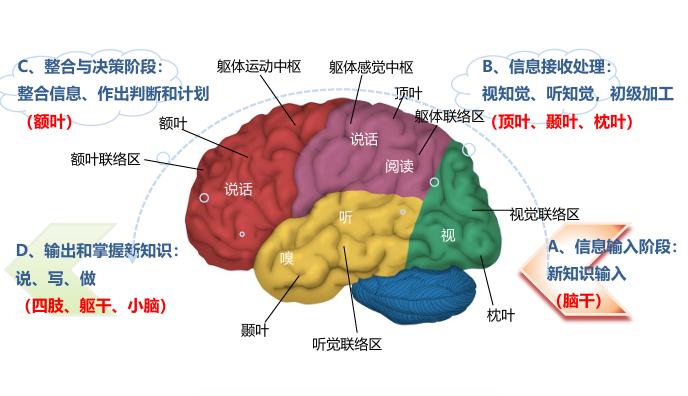 C、整合与决策阶段：
整合信息、作出判断和计划
（额叶）
躯体运动中枢
躯体感觉中枢
顶叶
躯体联络区
B、信息接收处理：
视知觉、听知觉，初级加工
（顶叶、颞叶、枕叶）
额叶
额叶联络区
说话
说话
阅读
听
嗅
视
视觉联络区
D、输出和掌握新知识：
说、写、做
（四肢、躯干、小脑）
A、信息输入阶段：
新知识输入
（脑干）
颞叶
听觉联络区
枕叶